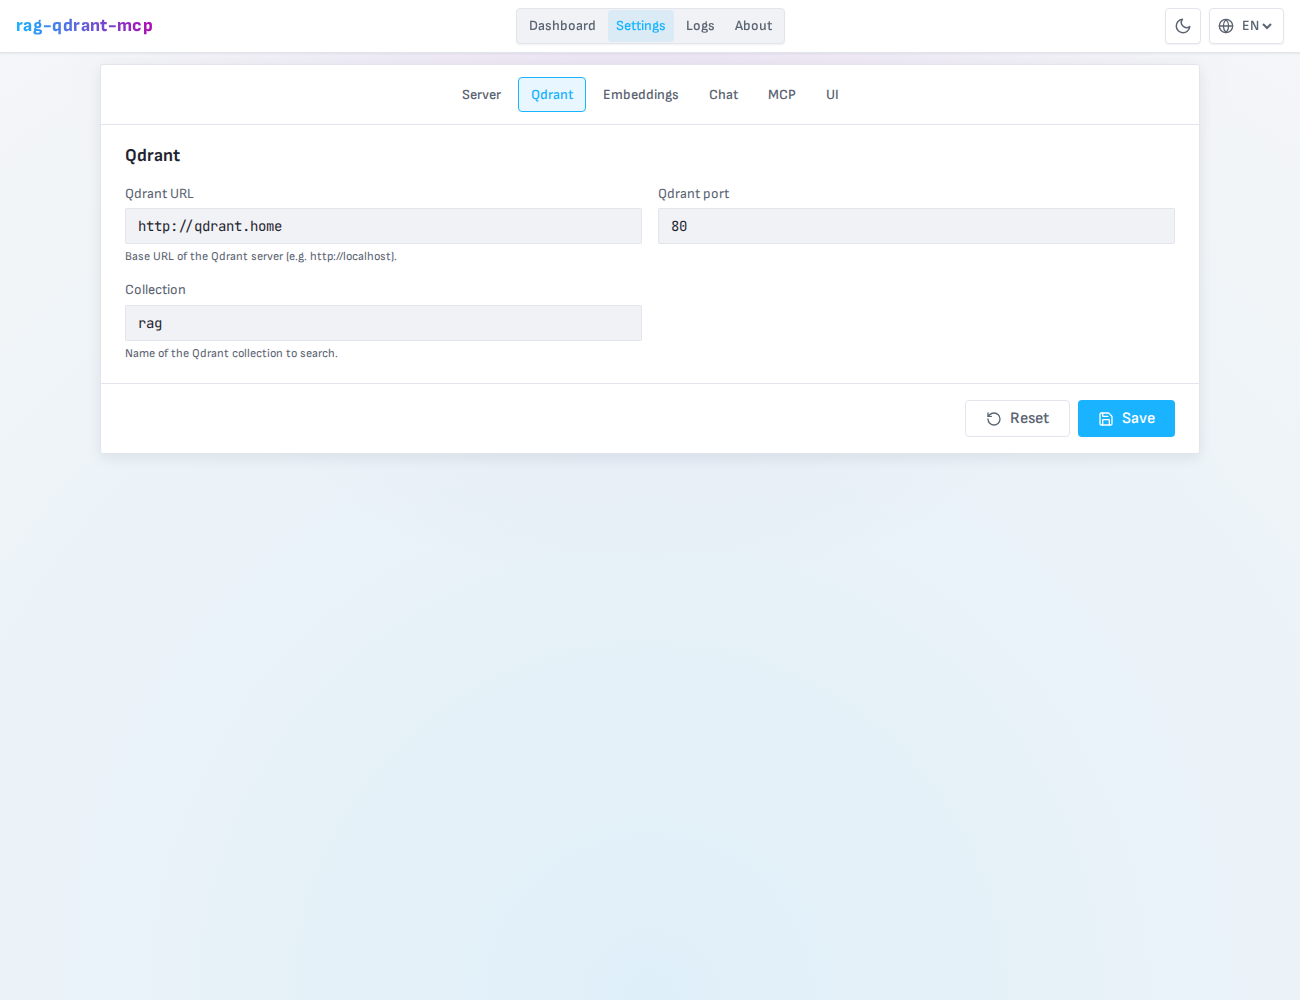 rag-qdrant-mcp
Dashboard Settings Logs About
EN
Server Qdrant Embeddings Chat MCP UI
Qdrant
Qdrant URL
http://qdrant.home
Base URL of the Qdrant server (e.g. http://localhost).
Qdrant port
80
Collection
rag
Name of the Qdrant collection to search.
Reset Save